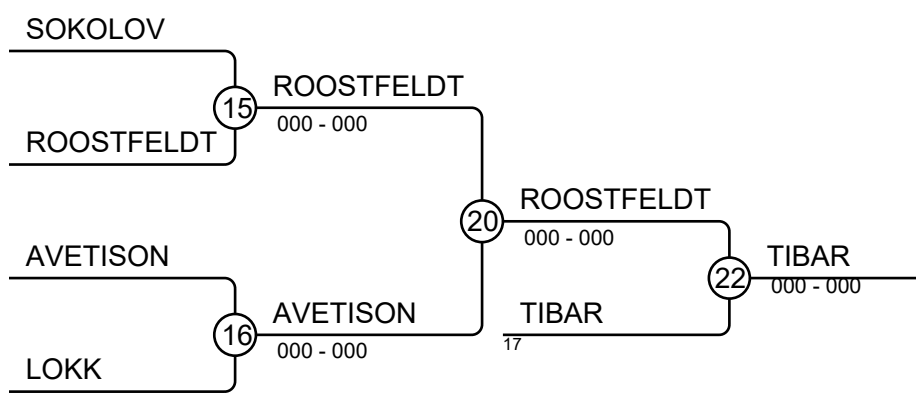 SOKOLOV
15
ROOSTFELDT
000 - 000
ROOSTFELDT
20
ROOSTFELDT
000 - 000
AVETISON
22
TIBAR
000 - 000
16
AVETISON
000 - 000
TIBAR
17
LOKK